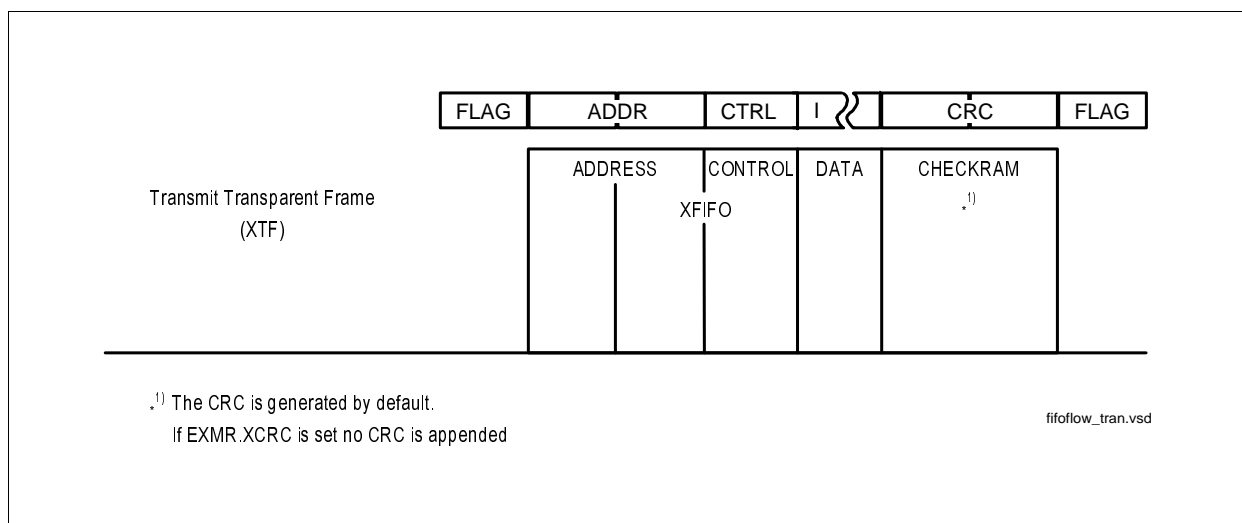 FLAG ADDR CTRL I CRC FLAG
ADDRESS CONTROL DATA CHECKRAM
Transmit Transparent Frame XFIFO *1)
(XTF)
*1) The CRC is generated by default.
If EXMR.XCRC is set no CRC is appended
fifoflow_tran.vsd